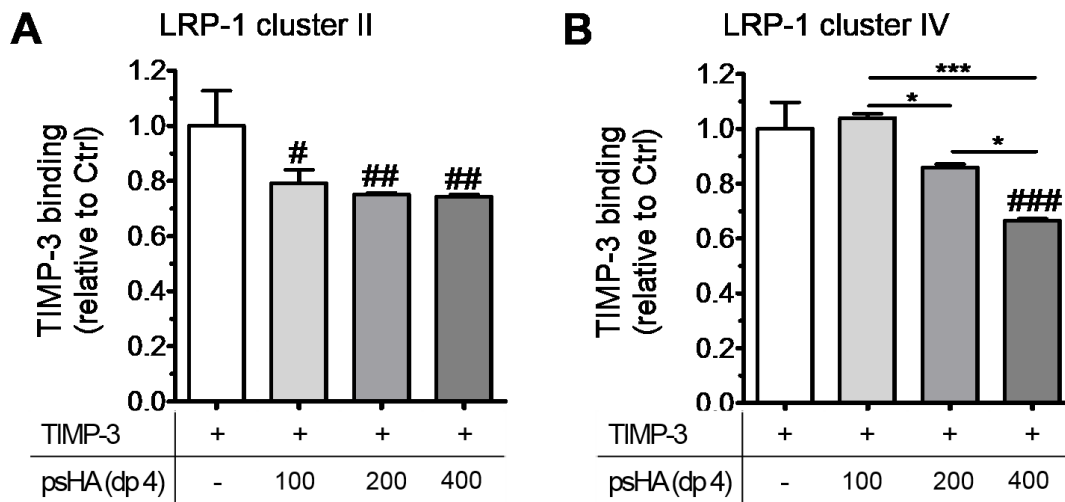 A
LRP-1 cluster II
TIMP-3 binding
(relative to Ctrl)
1.2
1.0
0.8
0.6
0.4
0.2
0.0
# ## ##
TIMP-3 + + + +
psHA (dp 4) - 100 200 400
B
LRP-1 cluster IV
TIMP-3 binding
(relative to Ctrl)
1.2
1.0
0.8
0.6
0.4
0.2
0.0
***
*
*
###
TIMP-3 + + + +
psHA (dp 4) - 100 200 400